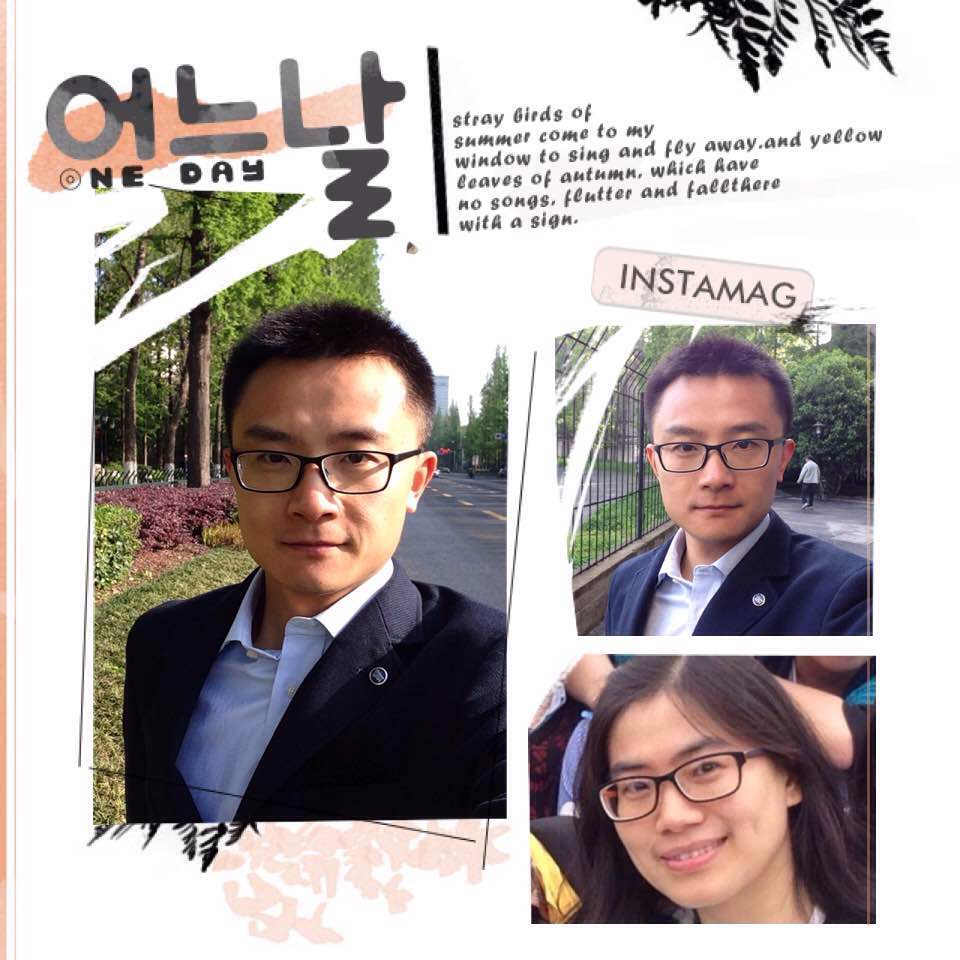 어느날
ONE DAY
stray birds of
summer come to my
window to sing and fly away.and yellow
leaves of autumn. which have
no songs. flutter and fallthere
with a sign.
INSTAMAG